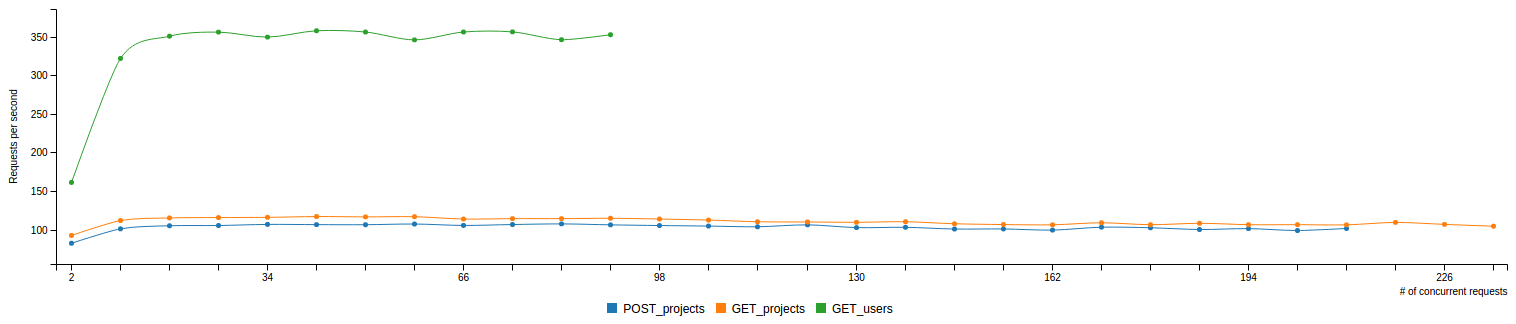 350
300
250
200
150
100
Requests per second
2 34 66 98 130 162 194 226
# of concurrent requests
POST_projects GET_projects GET_users